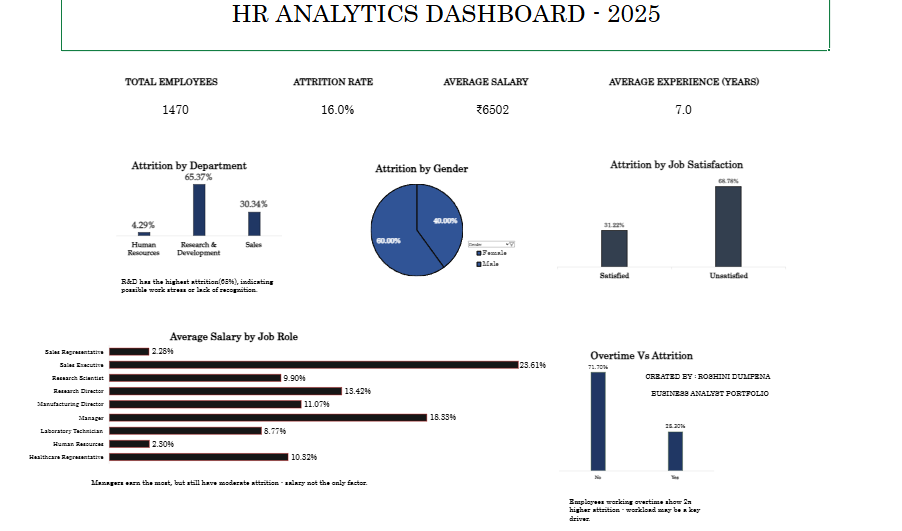 HR ANALYTICS DASHBOARD - 2025
TOTAL EMPLOYEES
ATTRITION RATE
AVERAGE SALARY
AVERAGE EXPERIENCE (YEARS)
1470
16.0%
₹6502
7.0
Attrition by Department
65.37%
30.34%
4.29%
Human
Resources
Research &
Development
Sales
R&D has the highest attrition(65%), indicating
possible work stress or lack of recognition.
Attrition by Gender
40.00%
60.00%
Gender
Female
Male
Attrition by Job Satisfaction
31.22%
68.78%
Satisfied
Unsatisfied
Average Salary by Job Role
Sales Representative 2.28%
Sales Executive 23.61%
Research Scientist 9.90%
Research Director 13.42%
Manufacturing Director 11.07%
Manager 18.33%
Laboratory Technician 8.77%
Human Resources 2.30%
Healthcare Representative 10.32%
Managers earn the most, but still have moderate attrition - salary not the only factor.
Overtime Vs Attrition
71.70%
28.30%
No
Yes
CREATED BY : ROSHINI DUMPENA
BUSINESS ANALYST PORTFOLIO
Employees working overtime show 2x
higher attrition - workload may be a key
driver.